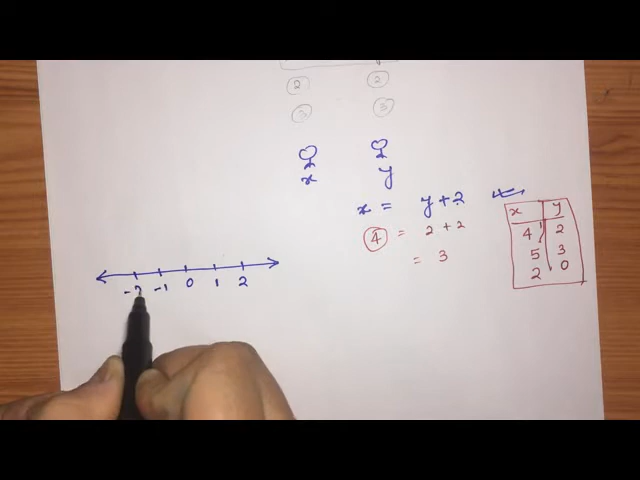 2 2
3 3
x y
x = y + 2
4 = 2 + 2
= 3
x y
4 2
5 3
2 0
-2 -1 0 1 2